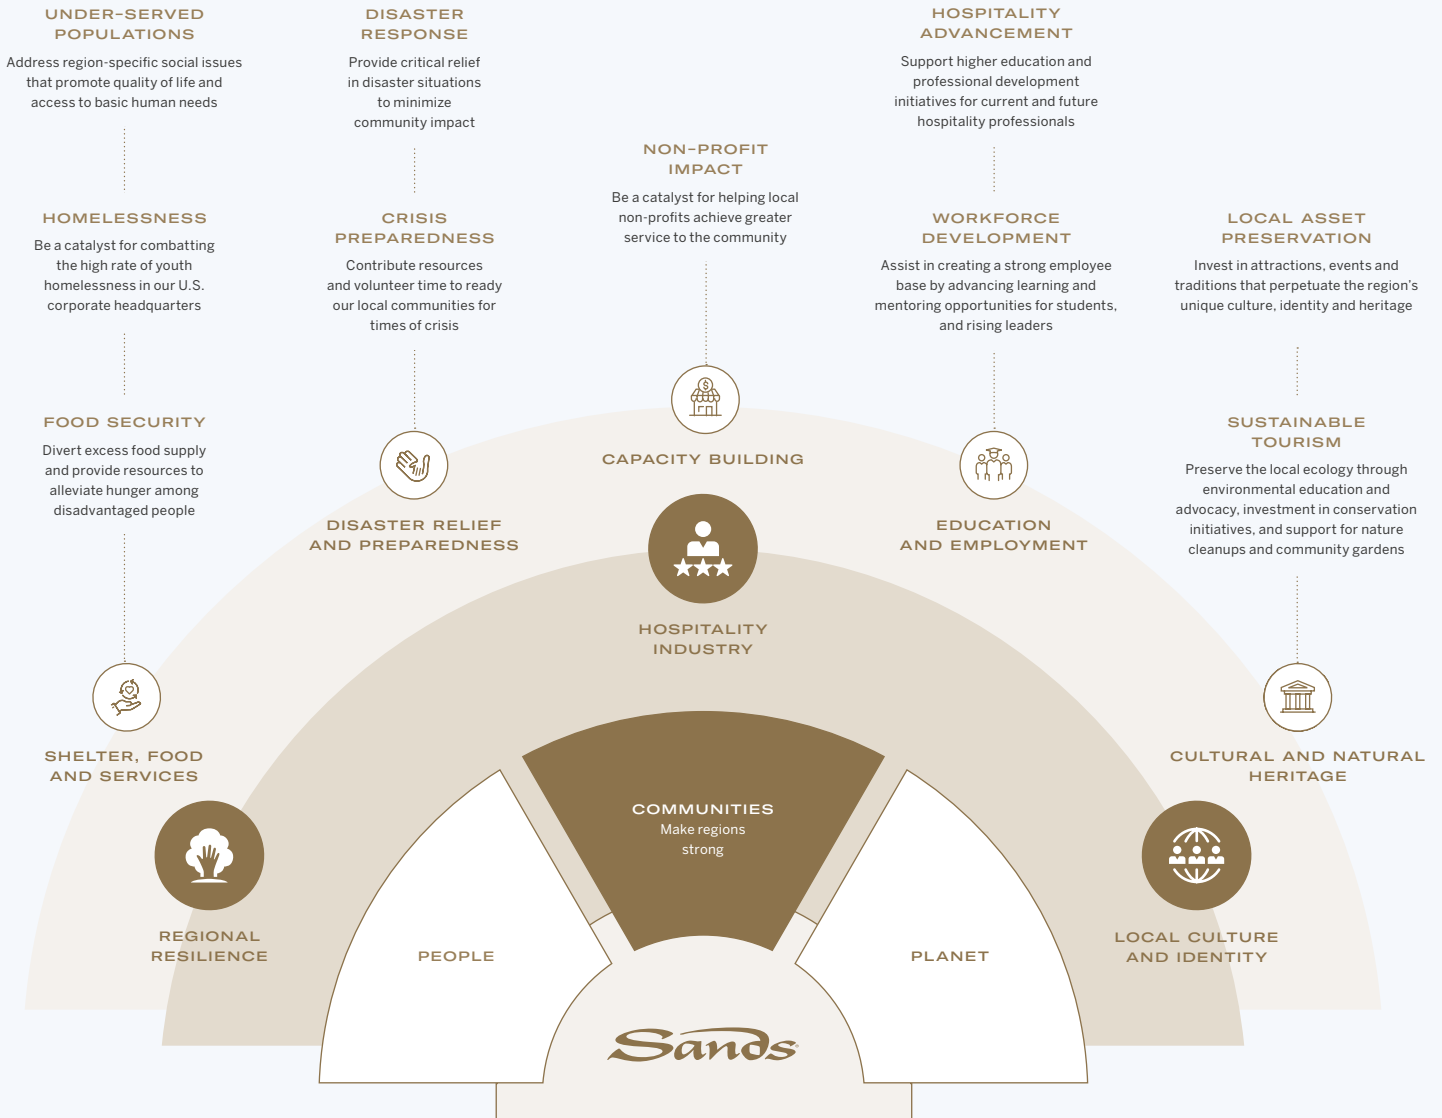 UNDER-SERVED
POPULATIONS
Address region-specific social issues
that promote quality of life and
access to basic human needs
HOMELESSNESS
Be a catalyst for combatting
the high rate of youth
homelessness in our U.S.
corporate headquarters
FOOD SECURITY
Divert excess food supply
and provide resources to
alleviate hunger among
disadvantaged people
SHELTER, FOOD
AND SERVICES
DISASTER
RESPONSE
Provide critical relief
in disaster situations
to minimize
community impact
CRISIS
PREPAREDNESS
Contribute resources
and volunteer time to ready
our local communities for
times of crisis
DISASTER RELIEF
AND PREPAREDNESS
NON-PROFIT
IMPACT
Be a catalyst for helping local
non-profits achieve greater
service to the community
CAPACITY BUILDING
HOSPITALITY
ADVANCEMENT
Support higher education and
professional development
initiatives for current and future
hospitality professionals
WORKFORCE
DEVELOPMENT
Assist in creating a strong employee
base by advancing learning and
mentoring opportunities for students,
and rising leaders
EDUCATION
AND EMPLOYMENT
LOCAL ASSET
PRESERVATION
Invest in attractions, events and
traditions that perpetuate the region's
unique culture, identity and heritage
SUSTAINABLE
TOURISM
Preserve the local ecology through
environmental education and
advocacy, investment in conservation
initiatives, and support for nature
cleanups and community gardens
CULTURAL AND NATURAL
HERITAGE
REGIONAL
RESILIENCE
HOSPITALITY
INDUSTRY
LOCAL CULTURE
AND IDENTITY
PEOPLE
COMMUNITIES
Make regions
strong
PLANET
Sands